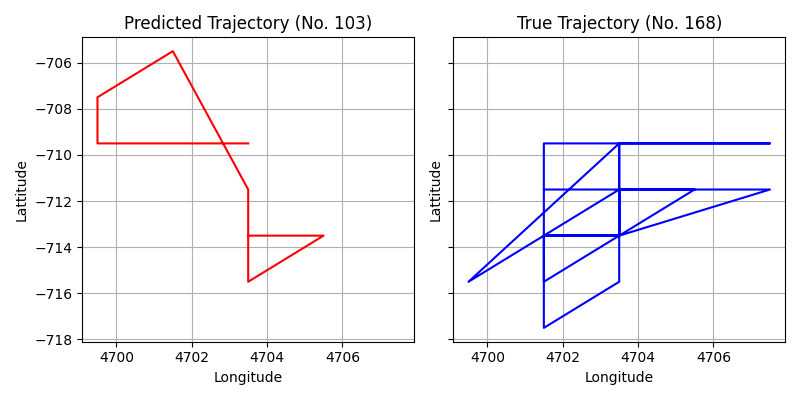 Predicted Trajectory (No. 103)
True Trajectory (No. 168)
Lattitude
−706
−708
−710
−712
−714
−716
−718
4700
4702
4704
4706
Longitude
Lattitude
4700
4702
4704
4706
Longitude